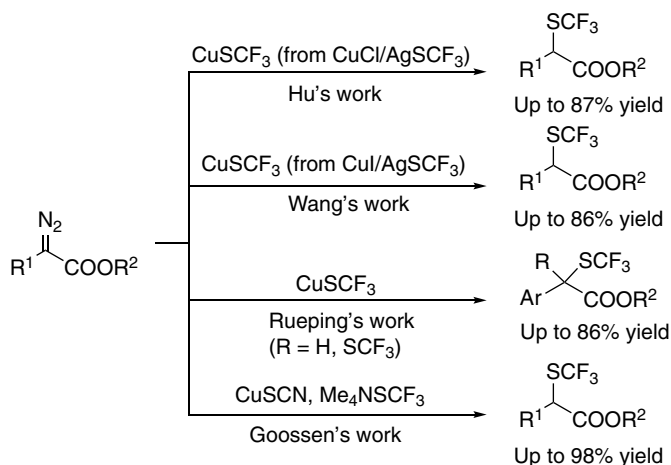 N₂
R¹ COOR²
CuSCF₃ (from CuCl/AgSCF₃)
Hu's work
SCF₃
R¹ COOR²
Up to 87% yield
CuSCF₃ (from CuI/AgSCF₃)
Wang's work
SCF₃
R¹ COOR²
Up to 86% yield
CuSCF₃
Rueping's work
(R = H, SCF₃)
R SCF₃
Ar COOR²
Up to 86% yield
CuSCN, Me₄NSCF₃
Goossen's work
SCF₃
R¹ COOR²
Up to 98% yield